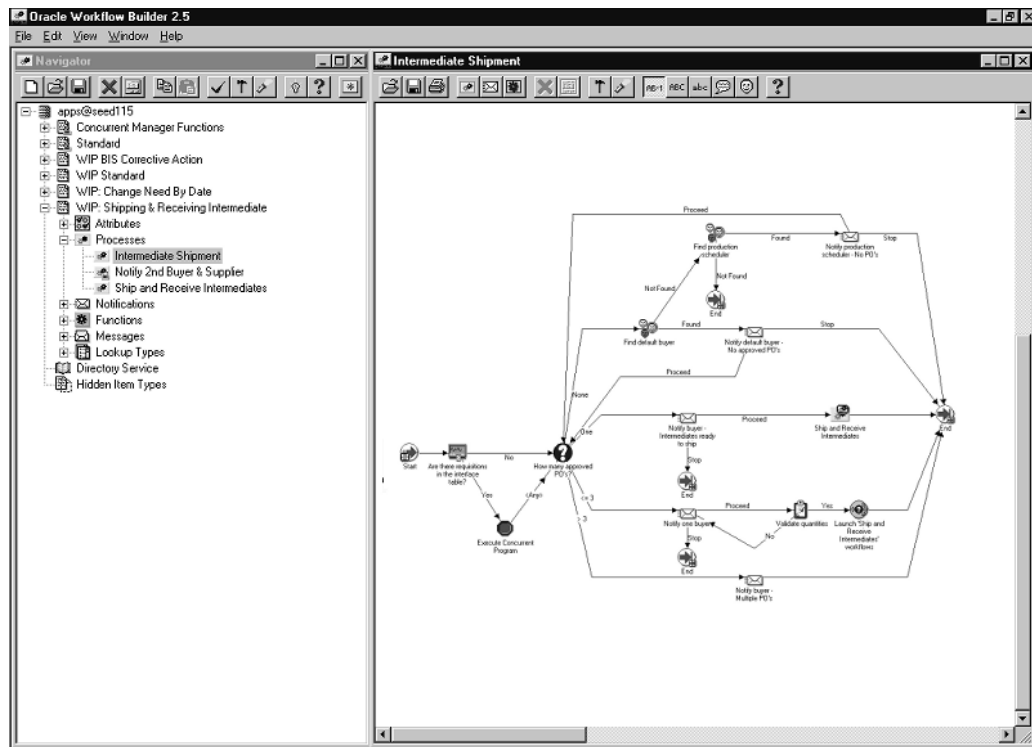 Oracle Workflow Builder 2.5
File Edit View Window Help
Navigator
apps@seed115
Concurrent Manager Functions
Standard
WIP BIS Corrective Action
WIP Standard
WIP: Change Need By Date
WIP: Shipping & Receiving Intermediate
Attributes
Processes
Intermediate Shipment
Notify 2nd Buyer & Supplier
Ship and Receive Intermediates
Notifications
Functions
Messages
Lookup Types
Directory Service
Hidden Item Types
Intermediate Shipment
ABC abc
Proceed
Find production
scheduler
Found
Notify production
scheduler - No PO's
Stop
Not Found
Not Found
End
Find default buyer
Found
Notify default buyer -
No approved PO's
Stop
Proceed
None
One
Notify buyer -
Intermediates ready
to ship
Proceed
Ship and Receive
Intermediates
End
Stop
End
Start
Are there requisitions
in the interface
table?
No
How many approved
PO's?
Yes
<Any>
Execute Concurrent
Program
<= 3
> 3
Notify one buyer
Proceed
Validate quantities
Yes
Launch 'Ship and
Receive
Intermediates'
workflows
No
Stop
End
Notify buyer -
Multiple PO's